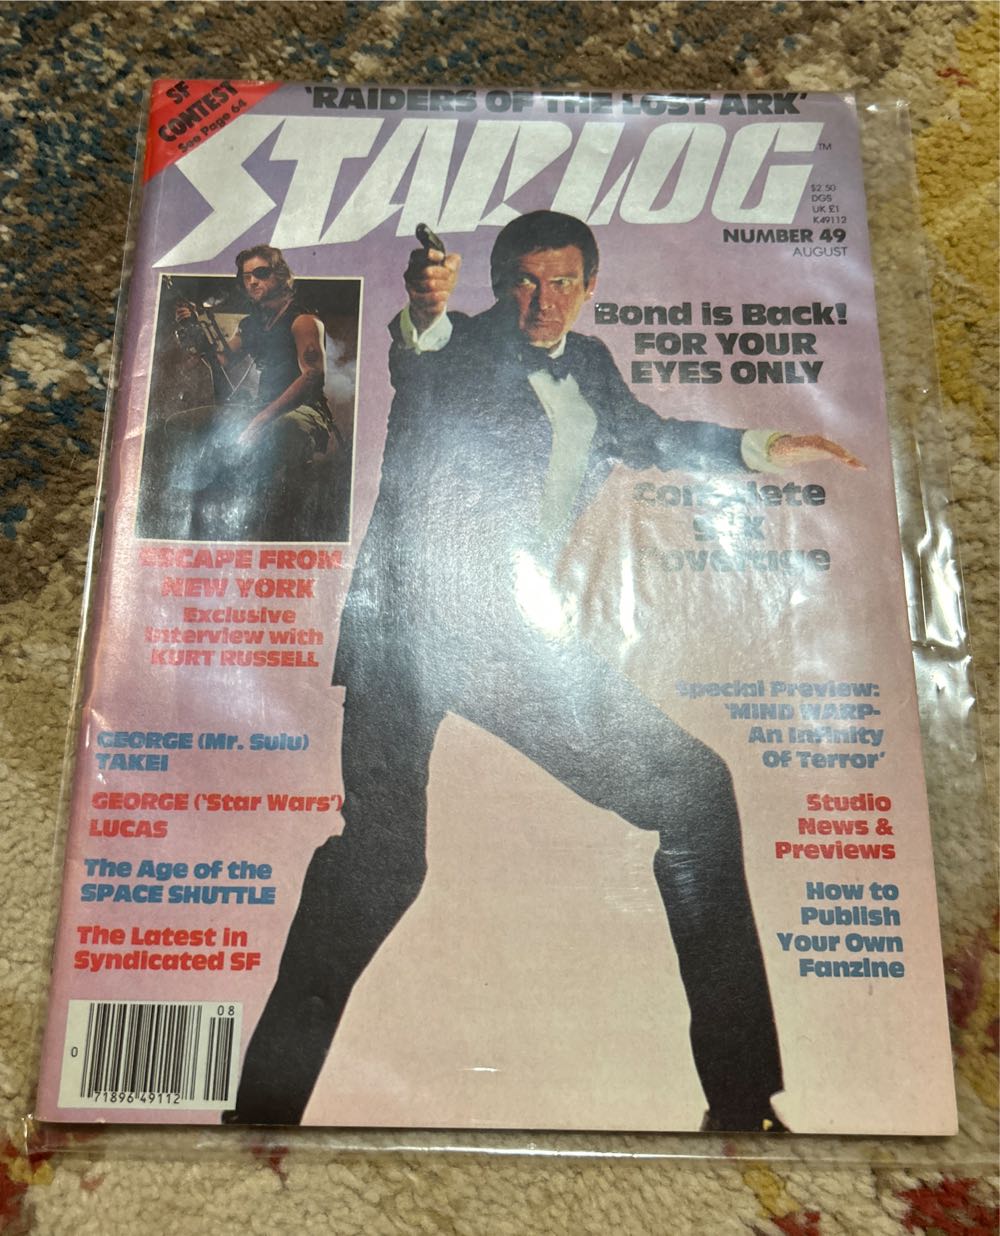 SF
CONTEST
See Page 64
'RAIDERS OF THE LOST ARK'
STARLOG
TM
$2.50
DGS
UK £1
K49112
NUMBER 49
AUGUST
Bond is Back!
FOR YOUR
EYES ONLY
Complete
overage
ESCAPE FROM
NEW YORK
Exclusive
Interview with
KURT RUSSELL
Special Preview:
'MIND WARP-
An Infinity
Of Terror'
GEORGE (Mr. Sulu)
TAKEI
GEORGE ('Star Wars')
LUCAS
The Age of the
SPACE SHUTTLE
The Latest in
Syndicated SF
Studio
News &
Previews
How to
Publish
Your Own
Fanzine
08
0
71896 49112